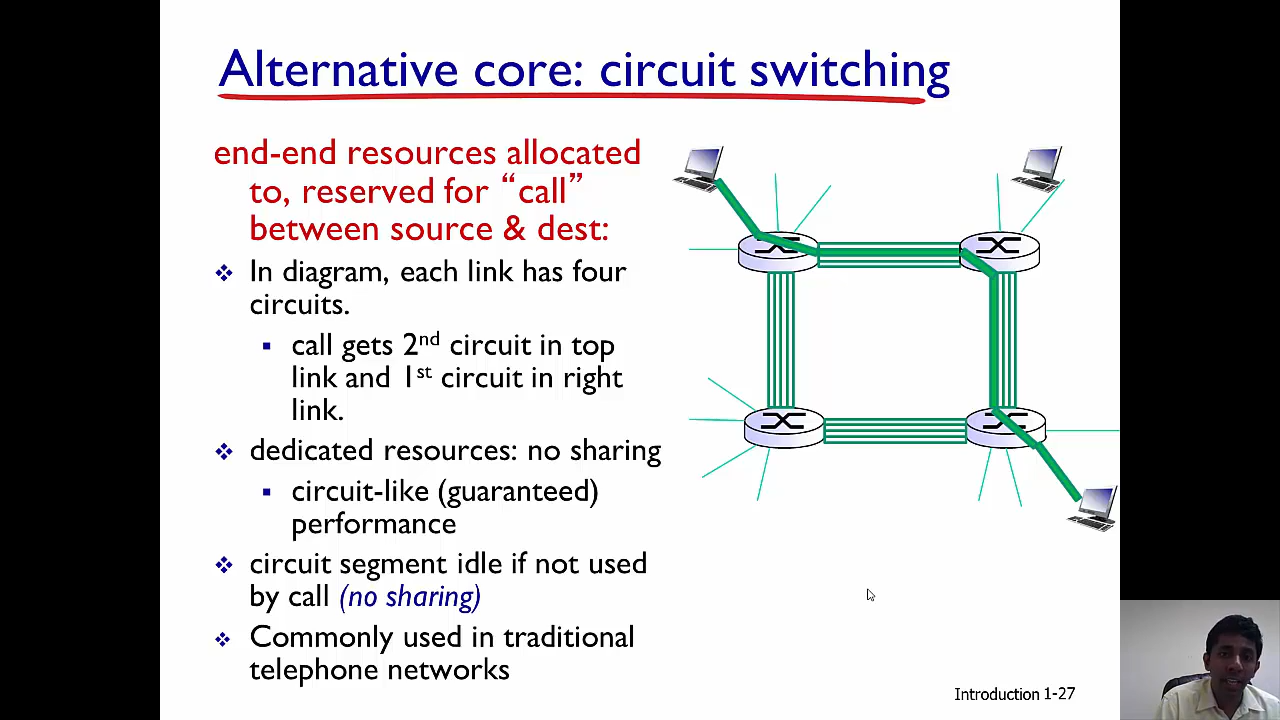 Alternative core: circuit switching
end-end resources allocated
to, reserved for “call”
between source & dest:
❖ In diagram, each link has four
circuits.
▪ call gets 2nd circuit in top
link and 1st circuit in right
link.
❖ dedicated resources: no sharing
▪ circuit-like (guaranteed)
performance
❖ circuit segment idle if not used
by call (no sharing)
❖ Commonly used in traditional
telephone networks
Introduction 1-27